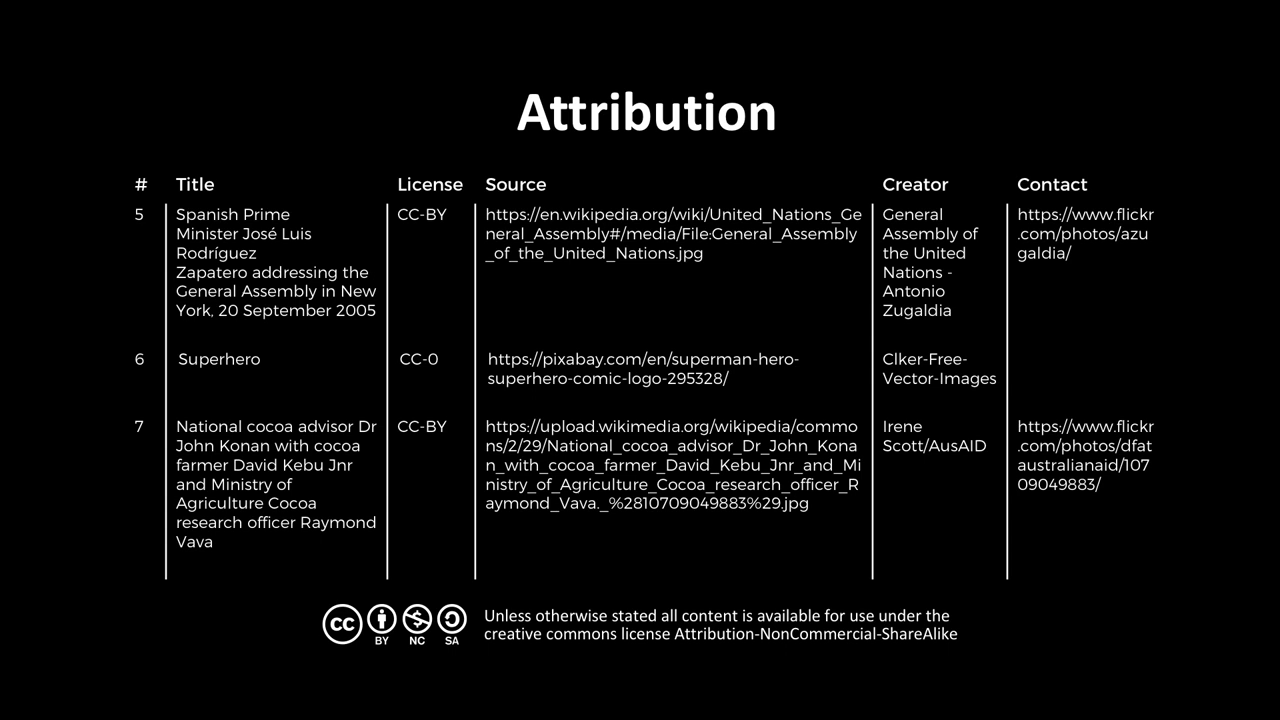 Attribution
# Title License Source Creator Contact
5 Spanish Prime Minister José Luis Rodríguez Zapatero addressing the General Assembly in New York, 20 September 2005
CC-BY
https://en.wikipedia.org/wiki/United_Nations_Ge
neral_Assembly#/media/File:General_Assembly
_of_the_United_Nations.jpg
General
Assembly of
the United
Nations -
Antonio
Zugaldia
https://www.flickr
.com/photos/azu
galdia/
6
Superhero
CC-0
https://pixabay.com/en/superman-hero-
superhero-comic-logo-295328/
Clker-Free-
Vector-Images
7
National cocoa advisor Dr
John Konan with cocoa
farmer David Kebu Jnr
and Ministry of
Agriculture Cocoa
research officer Raymond
Vava
CC-BY
https://upload.wikimedia.org/wikipedia/commo
ns/2/29/National_cocoa_advisor_Dr_John_Kona
n_with_cocoa_farmer_David_Kebu_Jnr_and_Mi
nistry_of_Agriculture_Cocoa_research_officer_R
aymond_Vava._%2810709049883%29.jpg
Irene
Scott/AusAID
https://www.flickr
.com/photos/dfat
australianaid/107
09049883/
cc BY NC SA
Unless otherwise stated all content is available for use under the
creative commons license Attribution-NonCommercial-ShareAlike